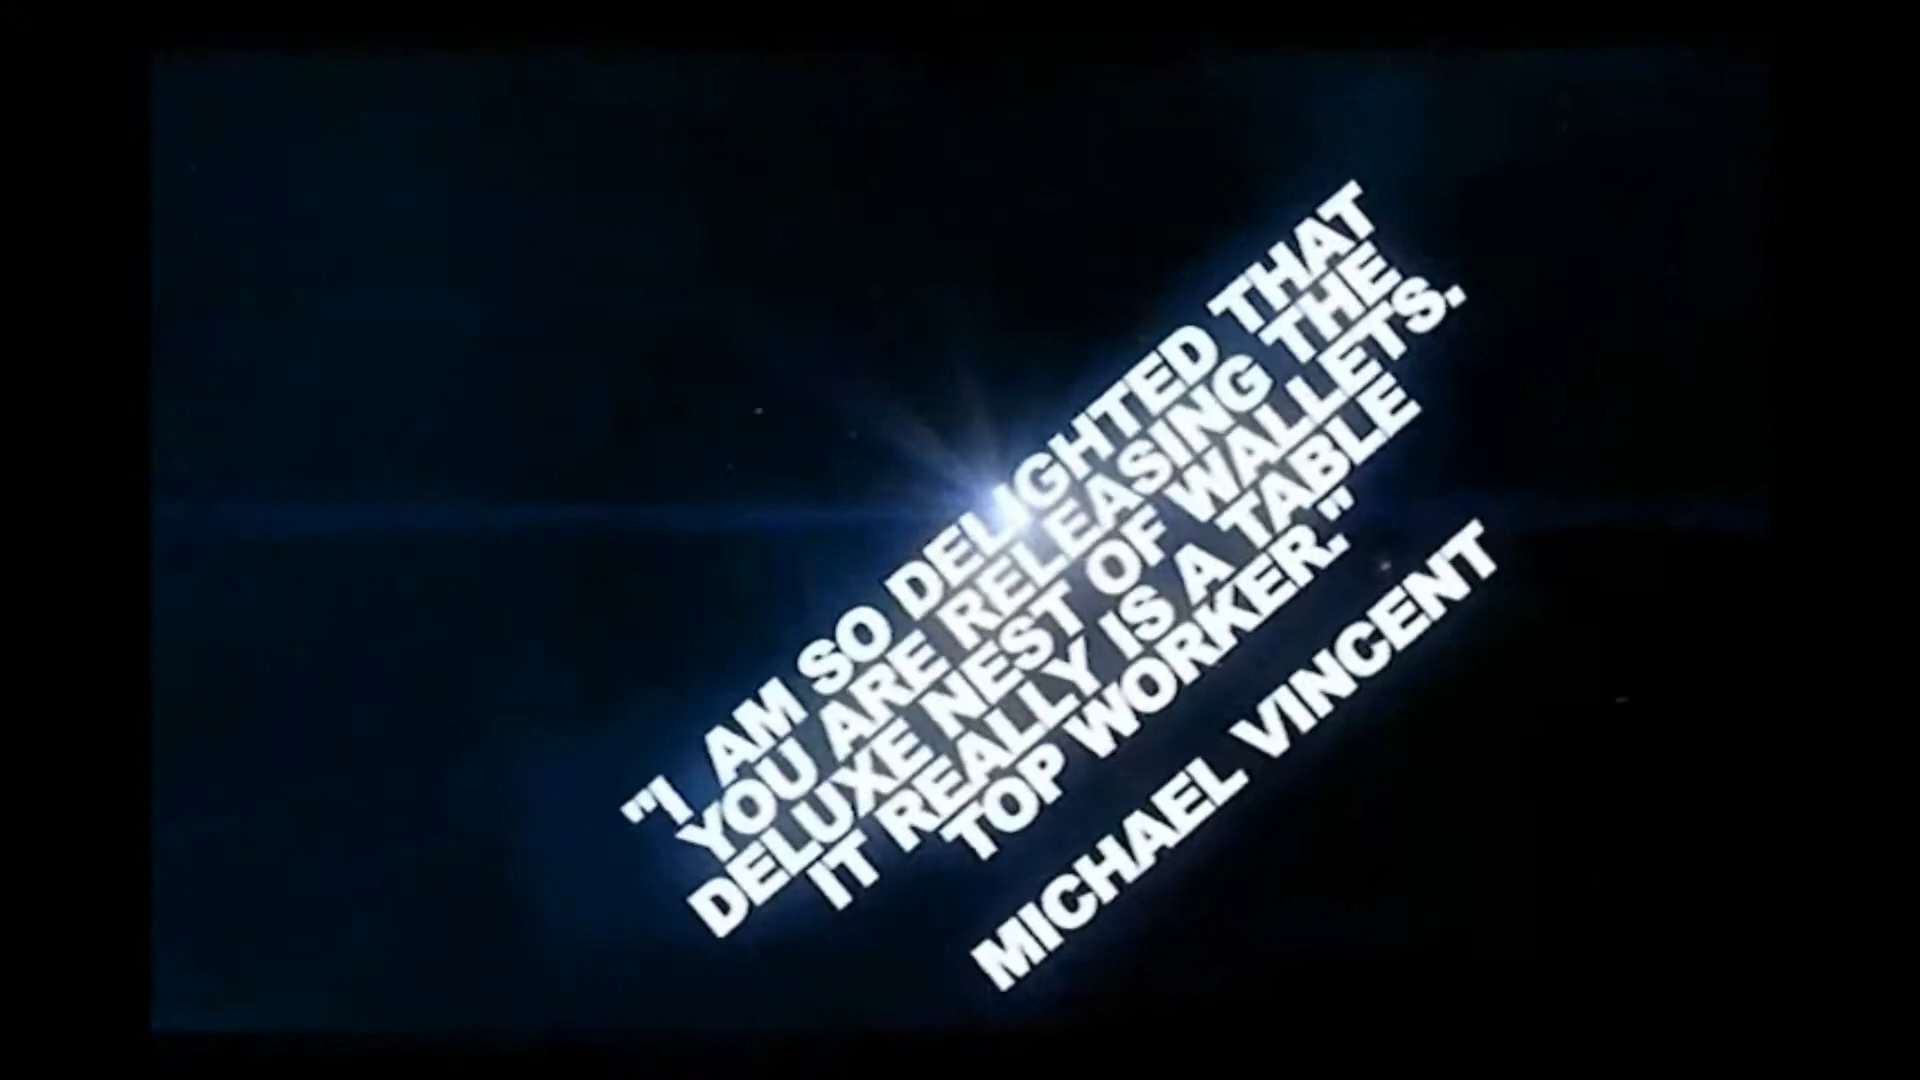 "I AM SO DELIGHTED THAT
YOU ARE RELEASING THE
DELUXE NEST OF WALLETS.
IT REALLY IS A TABLE
TOP WORKER."
MICHAEL VINCENT